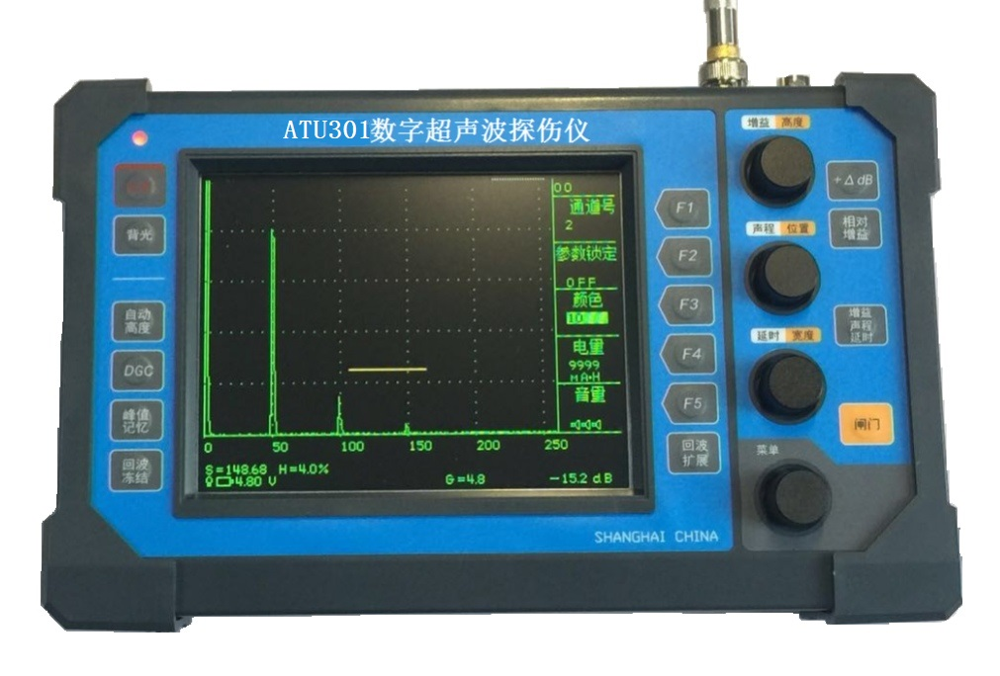 ATU301数字超声波探伤仪
增益 高度
+Δ dB
相对
增益
声程 位置
增益
声程
延时
延时 宽度
闸门
菜单
背光
自动
高度
DGC
峰值
记忆
回波
冻结
00
通道号
2
参数锁定
OFF
颜色
10
电量
9999
mA·H
音量
0 50 100 150 200 250
S=148.68 H=4.0%
4.80 V G=4.8 -15.2 dB
F1
F2
F3
F4
F5
回波
扩展
SHANGHAI CHINA